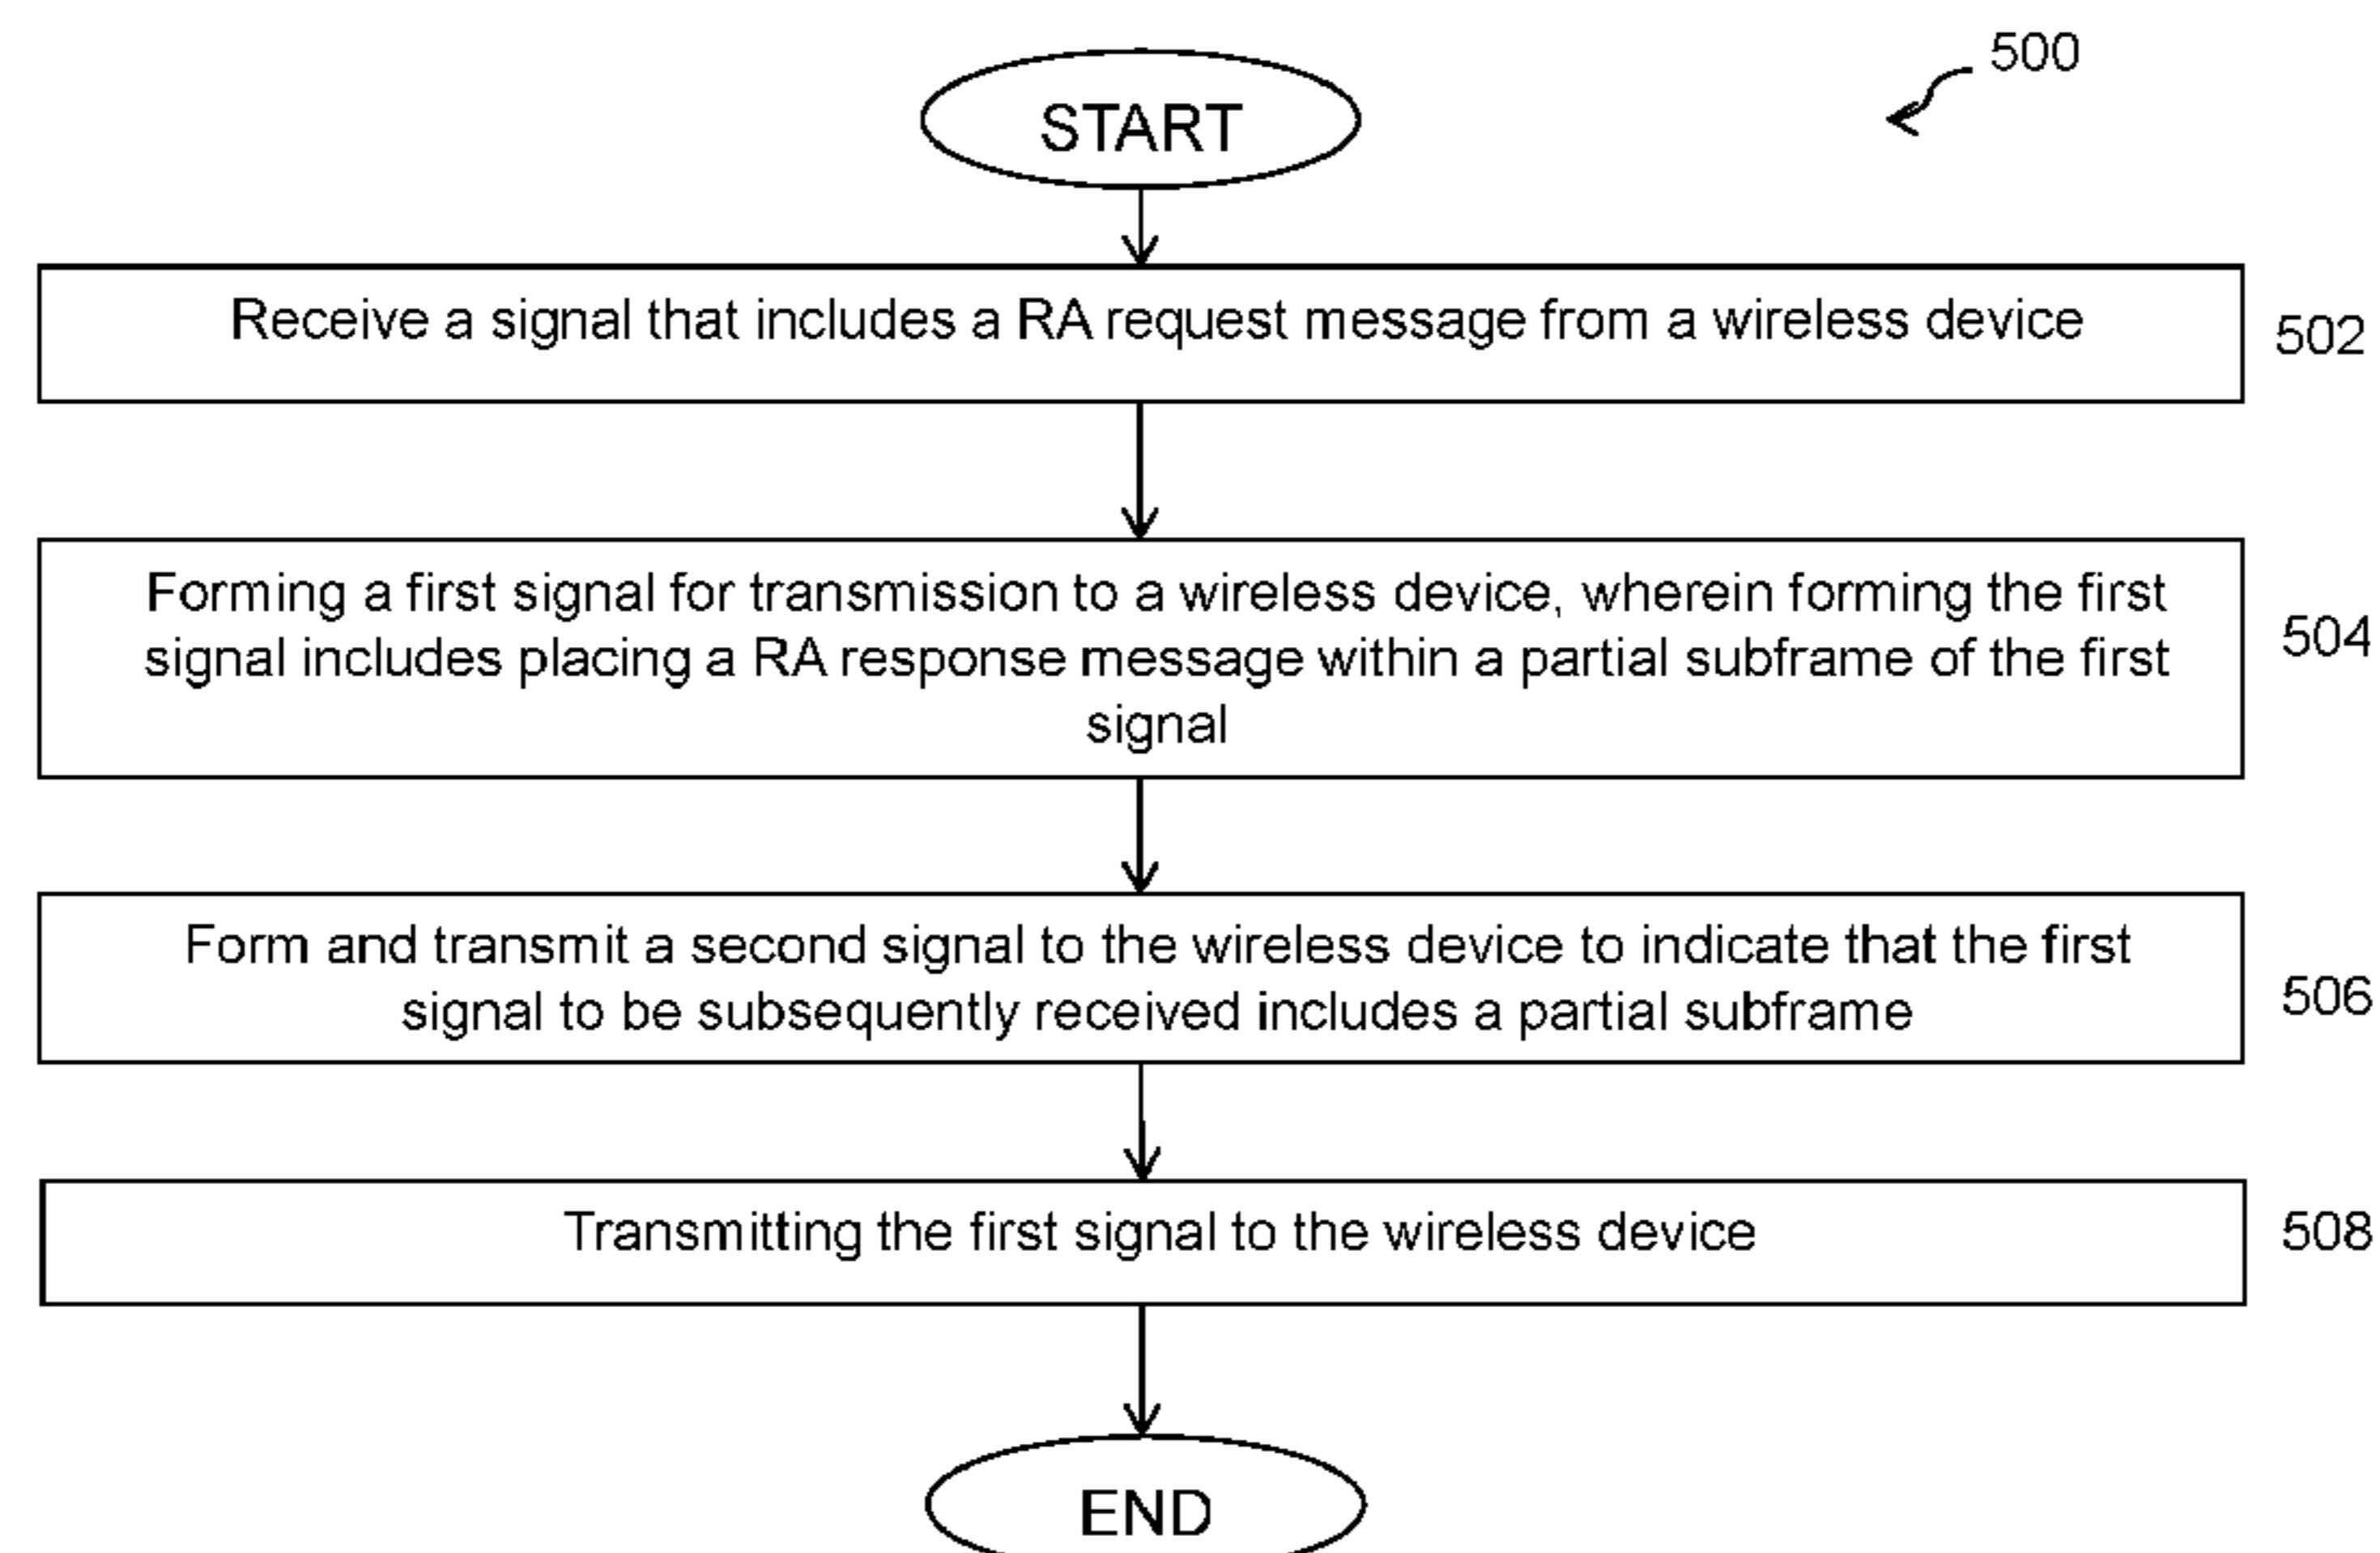 500
START
Receive a signal that includes a RA request message from a wireless device
502
Forming a first signal for transmission to a wireless device, wherein forming the first
signal includes placing a RA response message within a partial subframe of the first
signal
504
Form and transmit a second signal to the wireless device to indicate that the first
signal to be subsequently received includes a partial subframe
506
Transmitting the first signal to the wireless device
508
END